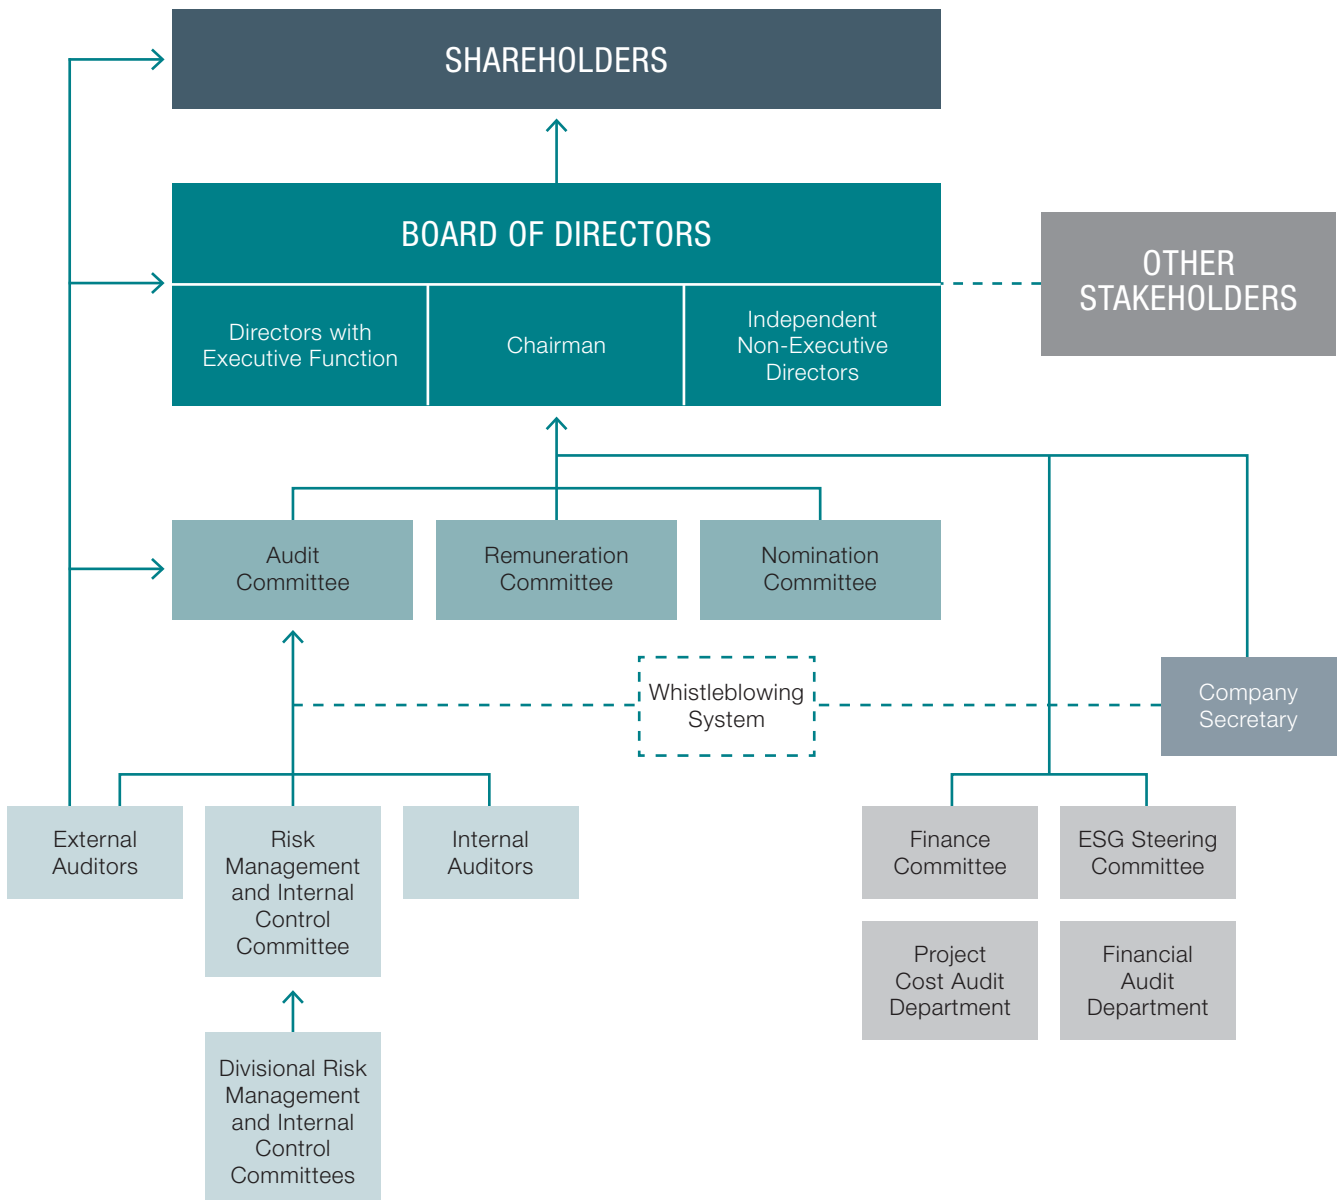 SHAREHOLDERS
BOARD OF DIRECTORS
Directors with
Executive Function
Chairman
Independent
Non-Executive
Directors
OTHER
STAKEHOLDERS
Audit
Committee
Remuneration
Committee
Nomination
Committee
Whistleblowing
System
Company
Secretary
External
Auditors
Risk
Management
and Internal
Control
Committee
Internal
Auditors
Finance
Committee
ESG Steering
Committee
Project
Cost Audit
Department
Financial
Audit
Department
Divisional Risk
Management
and Internal
Control
Committees